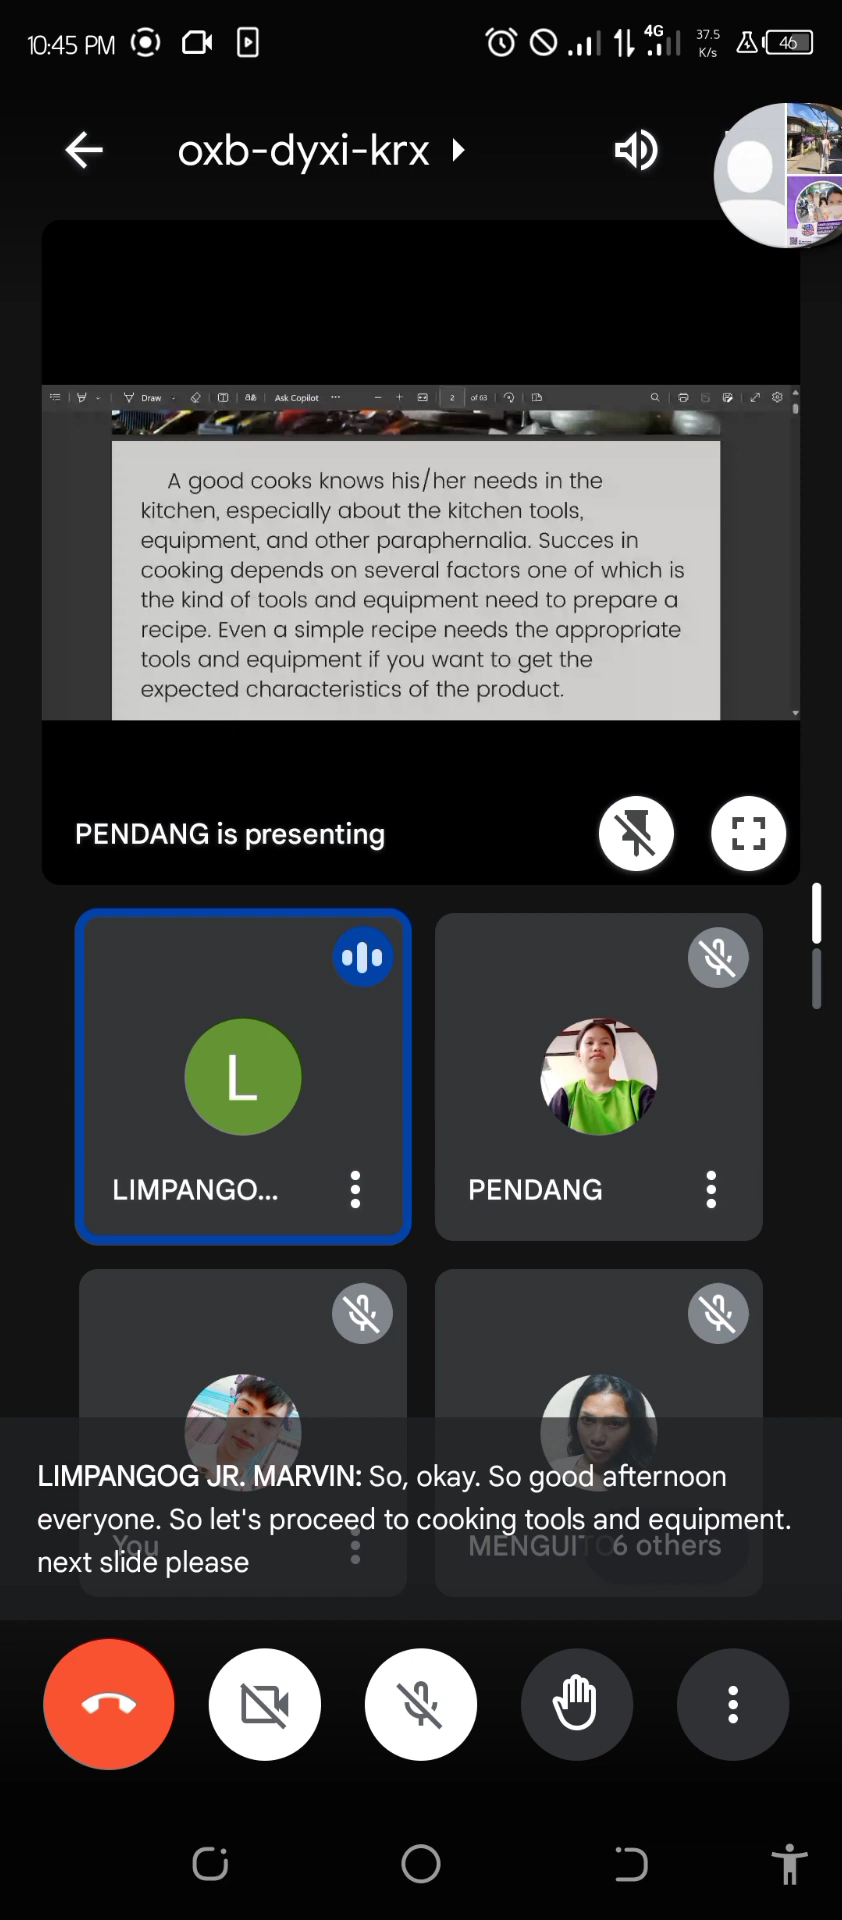 10:45 PM
4G
37.5
K/s
46
oxb-dyxi-krx
Draw
Ask Copilot
2
of 63
A good cooks knows his/her needs in the
kitchen, especially about the kitchen tools,
equipment, and other paraphernalia. Succes in
cooking depends on several factors one of which is
the kind of tools and equipment need to prepare a
recipe. Even a simple recipe needs the appropriate
tools and equipment if you want to get the
expected characteristics of the product.
PENDANG is presenting
L
LIMPANGO...
PENDANG
LIMPANGOG JR. MARVIN: So, okay. So good afternoon
everyone. So let's proceed to cooking tools and equipment.
next slide please
You
MENGUITO
6 others